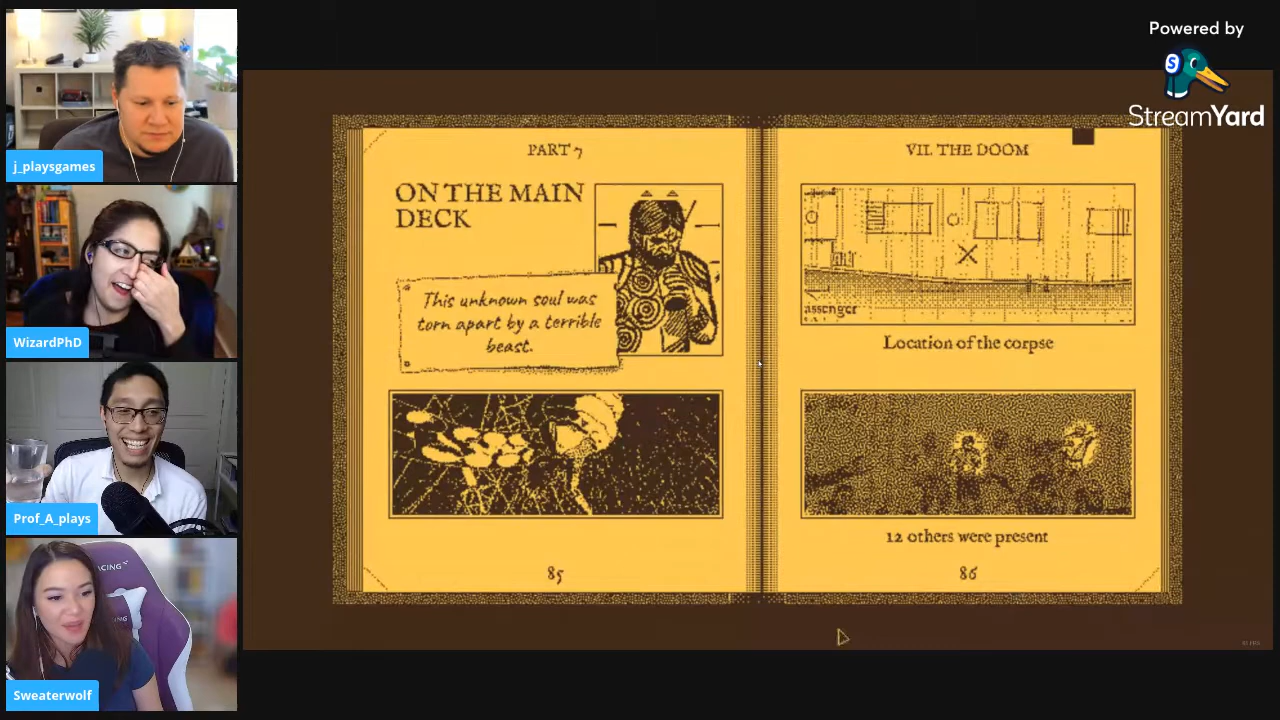 Powered by
StreamYard
j_playsgames
WizardPhD
Prof_A_plays
Sweaterwolf
PART 7
ON THE MAIN
DECK
This unknown soul was
torn apart by a terrible
beast.
85
VII. THE DOOM
assenger
Location of the corpse
12 others were present
86